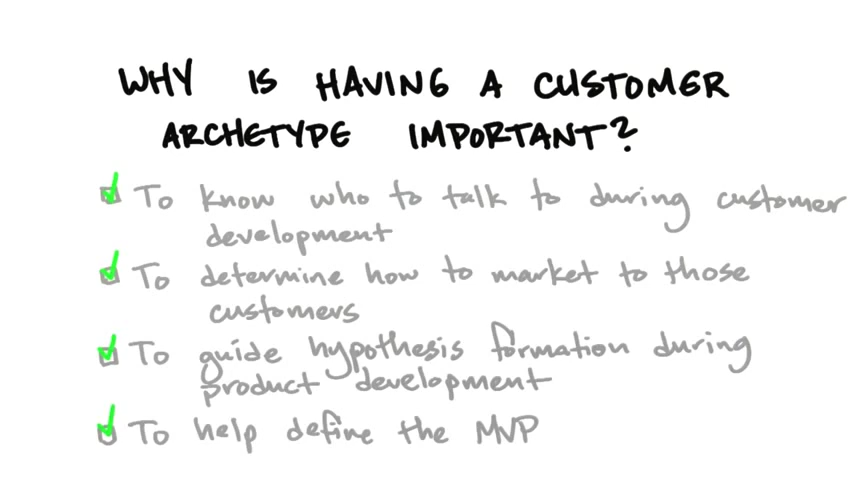 WHY IS HAVING A CUSTOMER
ARCHETYPE IMPORTANT?
To know who to talk to during customer
development
To determine how to market to those
customers
To guide hypothesis formation during
product development
To help define the MVP